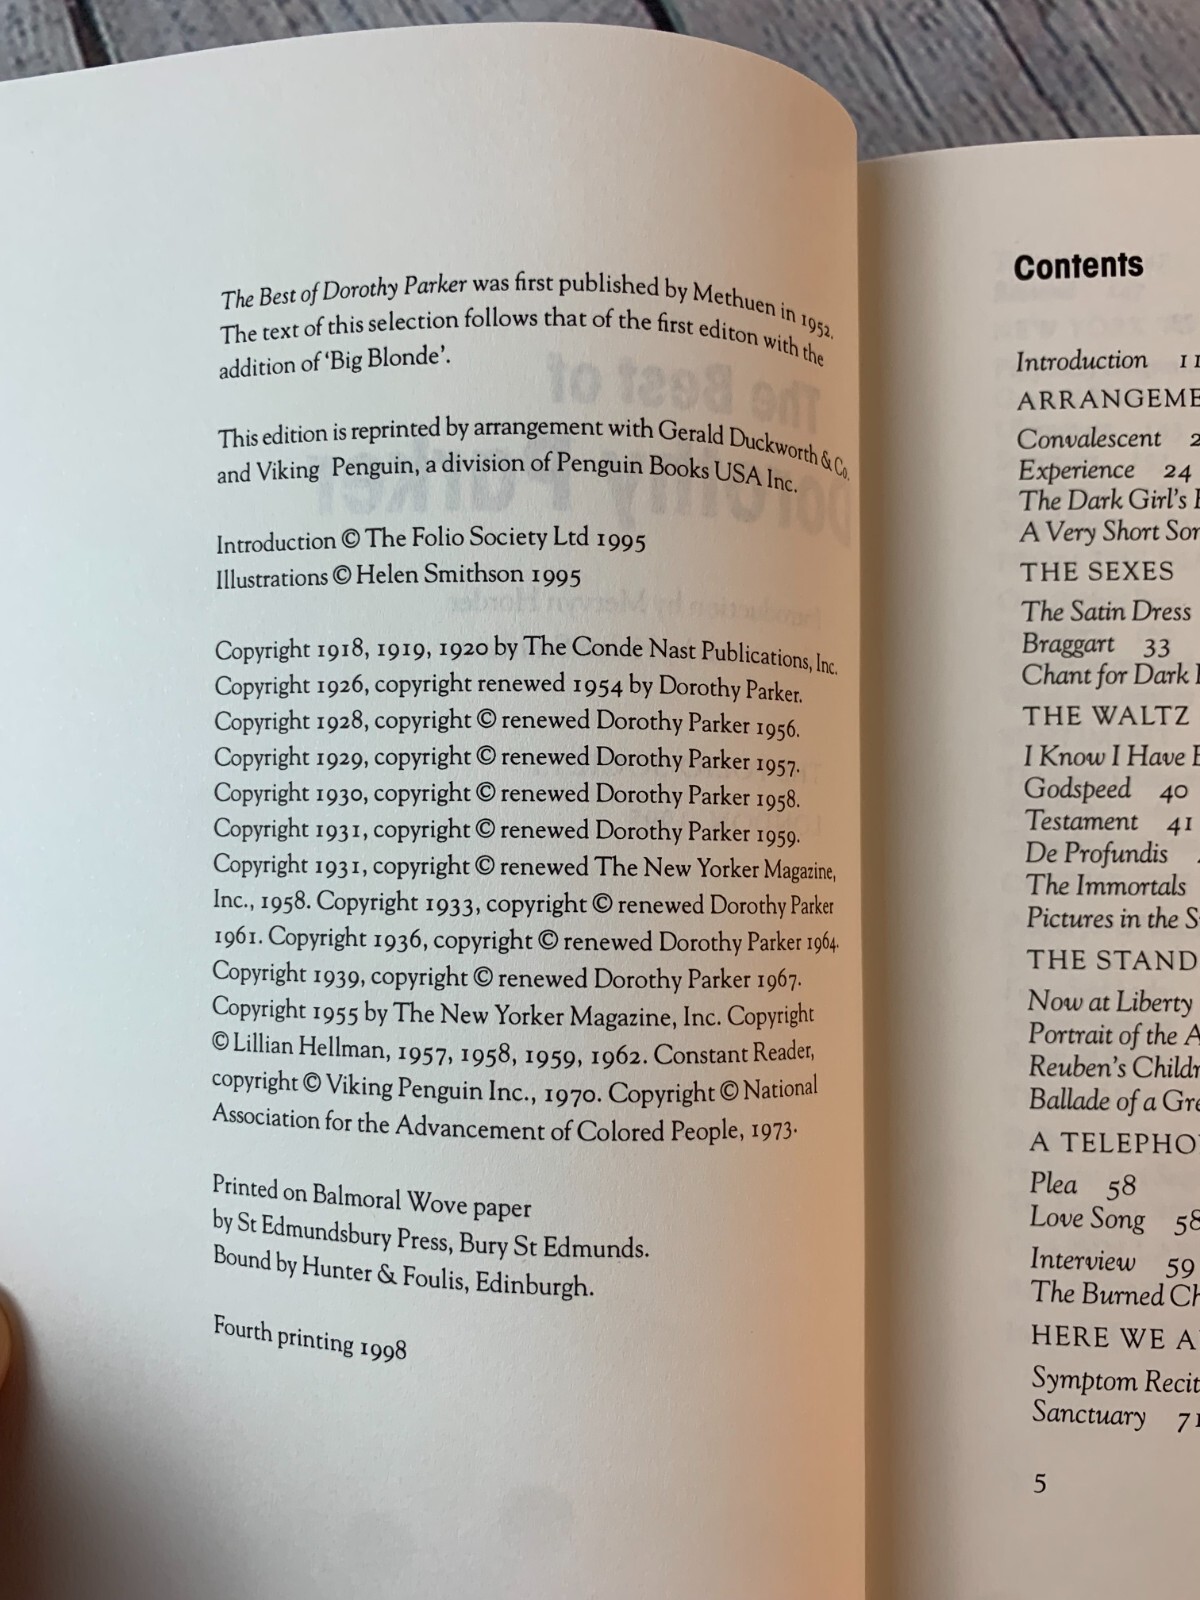 The Best of Dorothy Parker was first published by Methuen in 1952.
The text of this selection follows that of the first editon with the
addition of ‘Big Blonde’.
This edition is reprinted by arrangement with Gerald Duckworth & Co.
and Viking Penguin, a division of Penguin Books USA Inc.
Introduction © The Folio Society Ltd 1995
Illustrations © Helen Smithson 1995
Copyright 1918, 1919, 1920 by The Conde Nast Publications, Inc.
Copyright 1926, copyright renewed 1954 by Dorothy Parker.
Copyright 1928, copyright © renewed Dorothy Parker 1956.
Copyright 1929, copyright © renewed Dorothy Parker 1957.
Copyright 1930, copyright © renewed Dorothy Parker 1958.
Copyright 1931, copyright © renewed Dorothy Parker 1959.
Copyright 1931, copyright © renewed The New Yorker Magazine,
Inc., 1958. Copyright 1933, copyright © renewed Dorothy Parker
1961. Copyright 1936, copyright © renewed Dorothy Parker 1964.
Copyright 1939, copyright © renewed Dorothy Parker 1967.
Copyright 1955 by The New Yorker Magazine, Inc. Copyright
© Lillian Hellman, 1957, 1958, 1959, 1962. Constant Reader,
copyright © Viking Penguin Inc., 1970. Copyright © National
Association for the Advancement of Colored People, 1973.
Printed on Balmoral Wove paper
by St Edmundsbury Press, Bury St Edmunds.
Bound by Hunter & Foulis, Edinburgh.
Fourth printing 1998
Contents
Introduction 11
ARRANGEME
Convalescent 2
Experience 24
The Dark Girl’s
A Very Short Son
THE SEXES
The Satin Dress
Braggart 33
Chant for Dark
THE WALTZ
I Know I Have
Godspeed 40
Testament 41
De Profundis
The Immortals
Pictures in the S
THE STAND
Now at Liberty
Portrait of the A
Reuben’s Childr
Ballade of a Gre
A TELEPHO
Plea 58
Love Song 58
Interview 59
The Burned Ch
HERE WE A
Symptom Recit
Sanctuary 71
5